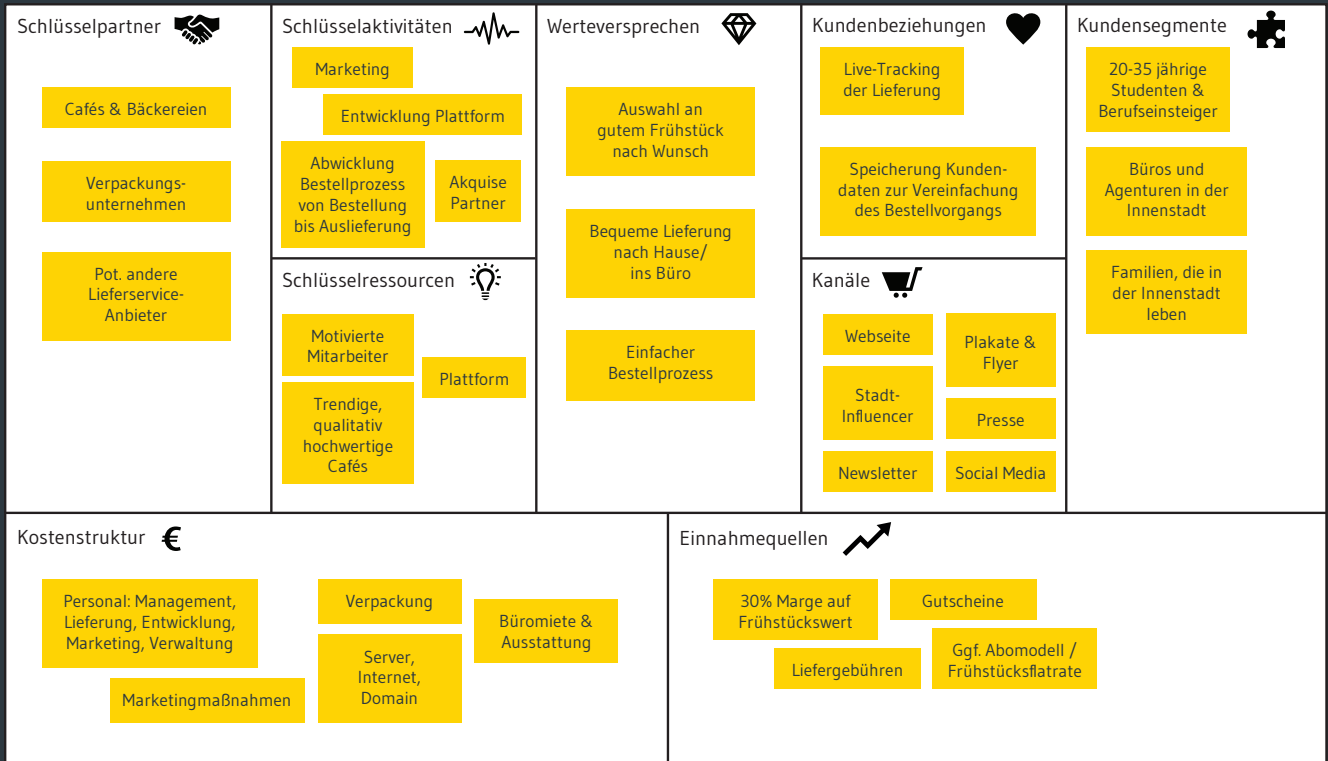 Schlüsselpartner
Cafés & Bäckereien
Verpackungs-
unternehmen
Pot. andere
Lieferservice-
Anbieter
Schlüsselaktivitäten
Marketing
Entwicklung Plattform
Abwicklung
Bestellprozess
von Bestellung
bis Auslieferung
Akquise
Partner
Schlüsselressourcen
Motivierte
Mitarbeiter
Plattform
Trendige,
qualitativ
hochwertige
Cafés
Werteversprechen
Auswahl an
gutem Frühstück
nach Wunsch
Bequeme Lieferung
nach Hause/
ins Büro
Einfacher
Bestellprozess
Kundenbeziehungen
Live-Tracking
der Lieferung
Speicherung Kunden-
daten zur Vereinfachung
des Bestellvorgangs
Kanäle
Webseite
Plakate &
Flyer
Stadt-
Influencer
Presse
Newsletter
Social Media
Kundensegmente
20-35 jährige
Studenten &
Berufseinsteiger
Büros und
Agenturen in der
Innenstadt
Familien, die in
der Innenstadt
leben
Kostenstruktur €
Personal: Management,
Lieferung, Entwicklung,
Marketing, Verwaltung
Marketingmaßnahmen
Verpackung
Server,
Internet,
Domain
Büromiete &
Ausstattung
Einnahmequellen
30% Marge auf
Frühstückswert
Gutscheine
Liefergebühren
Ggf. Abomodell /
Frühstücksflatrate